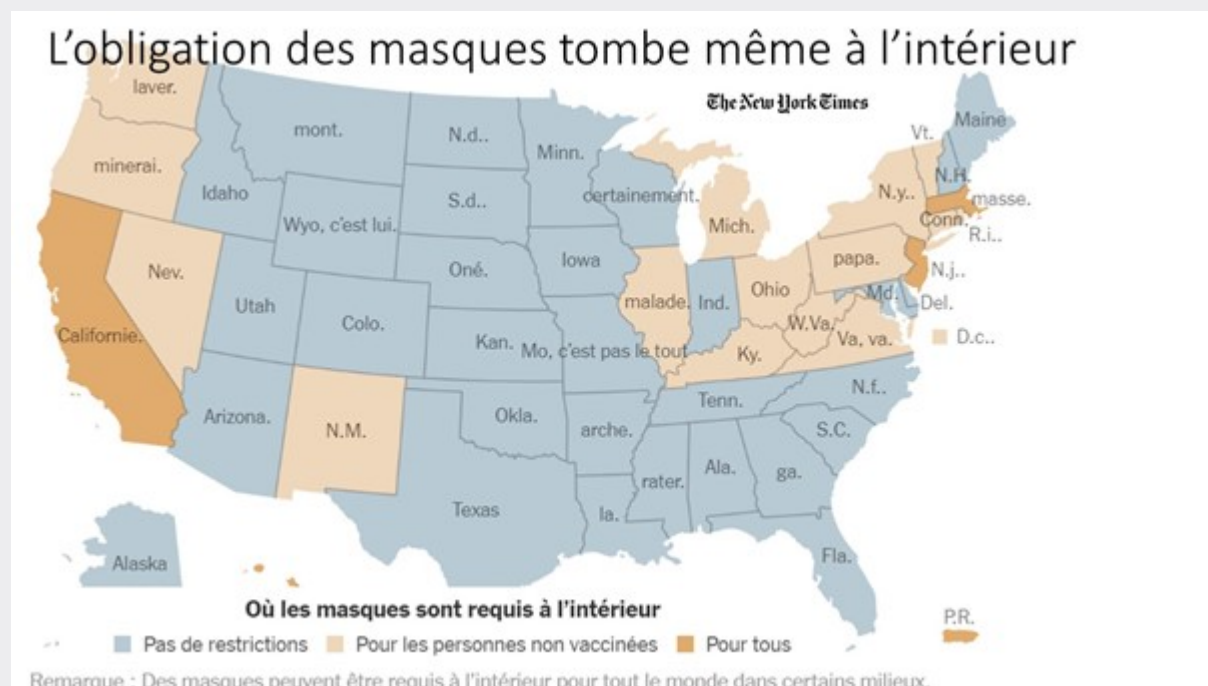 L'obligation des masques tombe même à l'intérieur
The New York Times
laver.
mont.
N.d..
Minn.
Vt.
Maine
minerai.
Idaho
Wyo, c'est lui.
S.d..
certainement.
Mich.
N.y..
N.H.
masse.
Conn.
R.i..
Nev.
Utah
Colo.
Oné.
Iowa
malade.
Ind.
Ohio
papa.
N.j..
Md.
Del.
D.c..
Californie.
Kan.
Mo, c'est pas le tout
Ky.
W.Va.
Va, va.
Arizona.
N.M.
Okla.
arche.
Tenn.
N.f..
S.C.
Texas
la.
rater.
Ala.
ga.
Fla.
Alaska
P.R.
Où les masques sont requis à l'intérieur
Pas de restrictions Pour les personnes non vaccinées Pour tous
Remarque : Des masques peuvent être requis à l'intérieur pour tout le monde dans certains milieux.